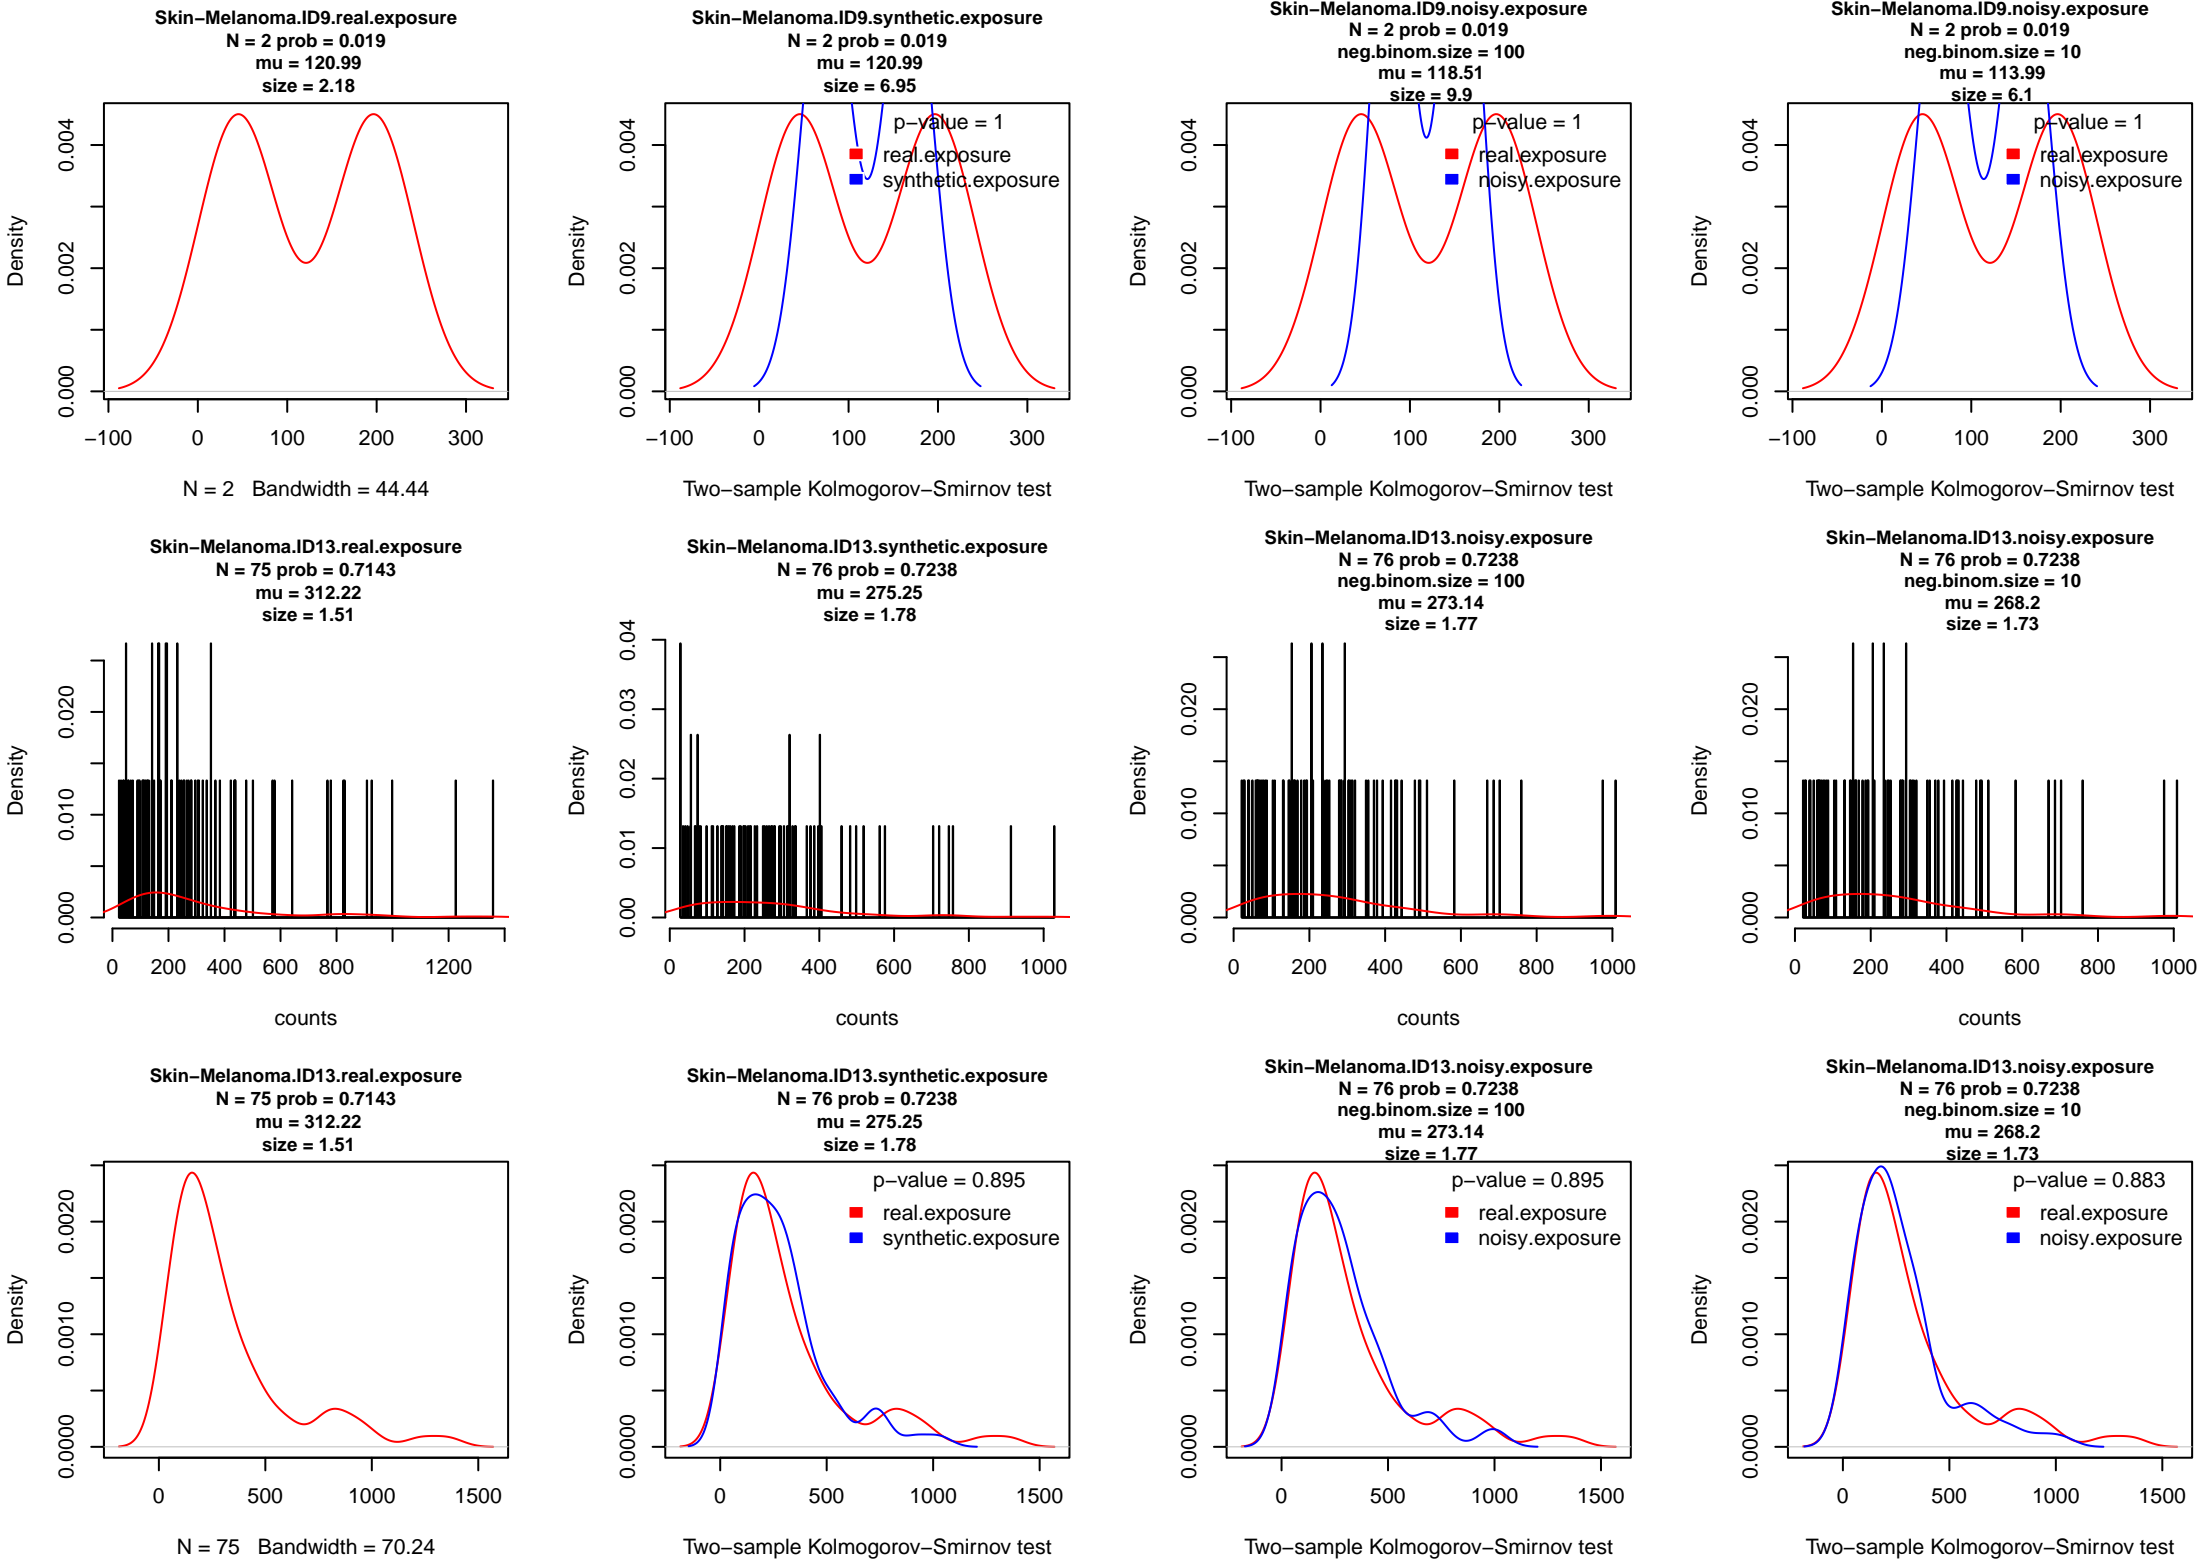 Skin−Melanoma.ID9.real.exposure
N = 2 prob = 0.019
mu = 120.99
size = 2.18
Density
0.000 0.002 0.004
−100 0 100 200 300
N = 2 Bandwidth = 44.44
Skin−Melanoma.ID9.synthetic.exposure
N = 2 prob = 0.019
mu = 120.99
size = 6.95
p−value = 1
real.exposure
synthetic.exposure
Density
0.000 0.002 0.004
−100 0 100 200 300
Two−sample Kolmogorov−Smirnov test
Skin−Melanoma.ID9.noisy.exposure
N = 2 prob = 0.019
neg.binom.size = 100
mu = 118.51
size = 9.9
p−value = 1
real.exposure
noisy.exposure
Density
0.000 0.002 0.004
−100 0 100 200 300
Two−sample Kolmogorov−Smirnov test
Skin−Melanoma.ID9.noisy.exposure
N = 2 prob = 0.019
neg.binom.size = 10
mu = 113.99
size = 6.1
p−value = 1
real.exposure
noisy.exposure
Density
0.000 0.002 0.004
−100 0 100 200 300
Two−sample Kolmogorov−Smirnov test
Skin−Melanoma.ID13.real.exposure
N = 75 prob = 0.7143
mu = 312.22
size = 1.51
Density
0.000 0.010 0.020
0 200 400 600 800 1200
counts
Skin−Melanoma.ID13.synthetic.exposure
N = 76 prob = 0.7238
mu = 275.25
size = 1.78
Density
0.00 0.01 0.02 0.03 0.04
0 200 400 600 800 1000
counts
Skin−Melanoma.ID13.noisy.exposure
N = 76 prob = 0.7238
neg.binom.size = 100
mu = 273.14
size = 1.77
Density
0.000 0.010 0.020
0 200 400 600 800 1000
counts
Skin−Melanoma.ID13.noisy.exposure
N = 76 prob = 0.7238
neg.binom.size = 10
mu = 268.2
size = 1.73
Density
0.000 0.010 0.020
0 200 400 600 800 1000
counts
Skin−Melanoma.ID13.real.exposure
N = 75 prob = 0.7143
mu = 312.22
size = 1.51
Density
0.0000 0.0010 0.0020
0 500 1000 1500
N = 75 Bandwidth = 70.24
Skin−Melanoma.ID13.synthetic.exposure
N = 76 prob = 0.7238
mu = 275.25
size = 1.78
p−value = 0.895
real.exposure
synthetic.exposure
Density
0.0000 0.0010 0.0020
0 500 1000 1500
Two−sample Kolmogorov−Smirnov test
Skin−Melanoma.ID13.noisy.exposure
N = 76 prob = 0.7238
neg.binom.size = 100
mu = 273.14
size = 1.77
p−value = 0.895
real.exposure
noisy.exposure
Density
0.0000 0.0010 0.0020
0 500 1000 1500
Two−sample Kolmogorov−Smirnov test
Skin−Melanoma.ID13.noisy.exposure
N = 76 prob = 0.7238
neg.binom.size = 10
mu = 268.2
size = 1.73
p−value = 0.883
real.exposure
noisy.exposure
Density
0.0000 0.0010 0.0020
0 500 1000 1500
Two−sample Kolmogorov−Smirnov test